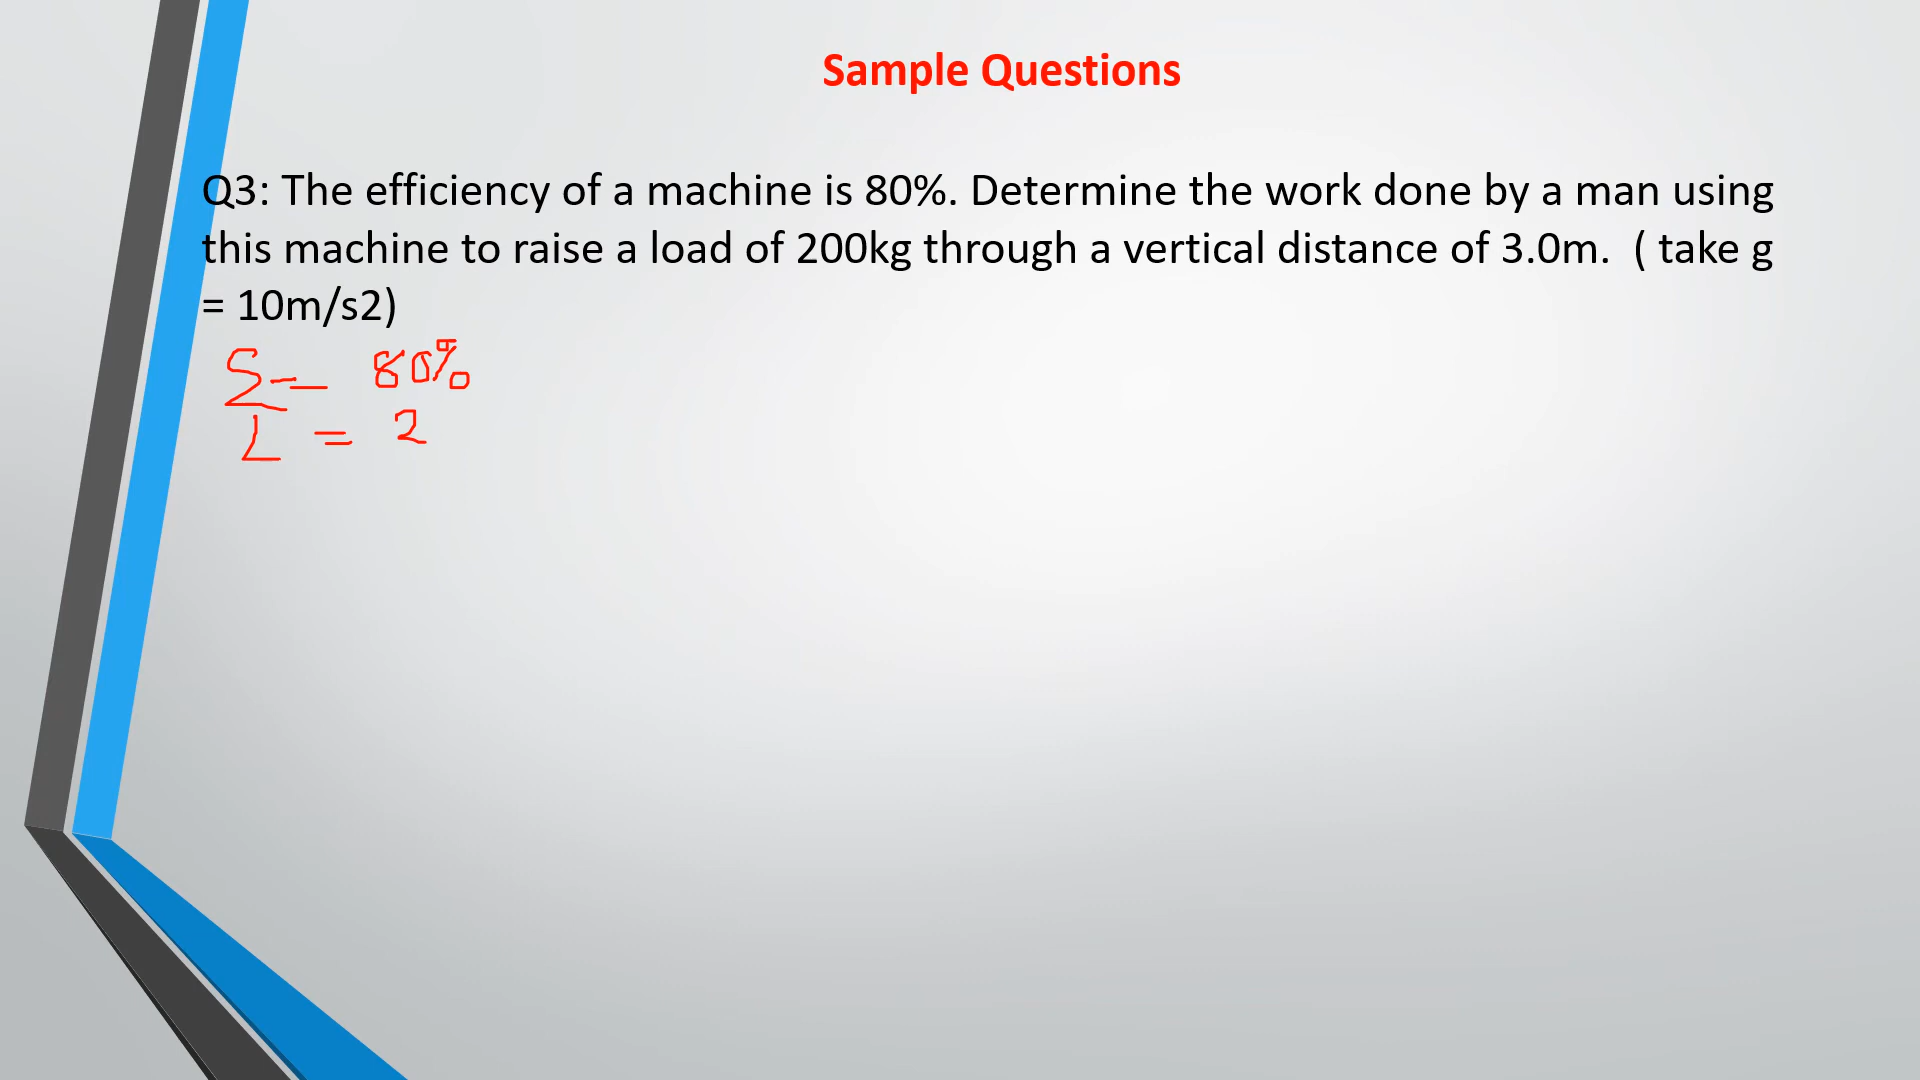 Sample Questions
Q3: The efficiency of a machine is 80%. Determine the work done by a man using
this machine to raise a load of 200kg through a vertical distance of 3.0m. ( take g
= 10m/s2)
Σ = 80%
L = 2